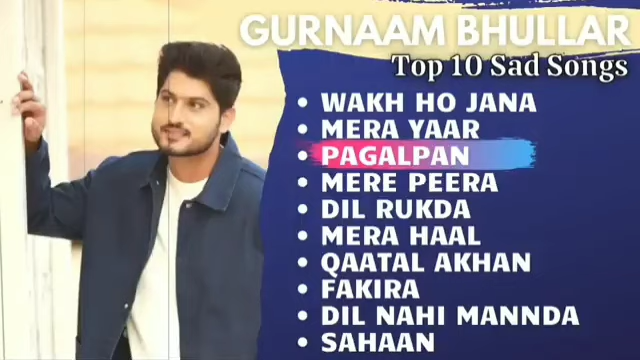 GURNAAM BHULLAR
Top 10 Sad Songs
• WAKH HO JANA
• MERA YAAR
• PAGALPAN
• MERE PEERA
• DIL RUKDA
• MERA HAAL
• QAATAL AKHAN
• FAKIRA
• DIL NAHI MANNDA
• SAHAAN